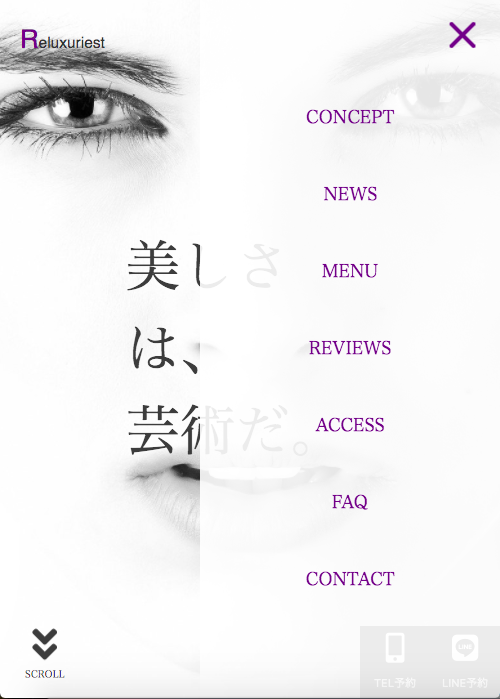 Reluxuriest
CONCEPT
NEWS
MENU
REVIEWS
ACCESS
FAQ
CONTACT
美しさ
は、
芸術だ。
SCROLL
TEL予約
LINE予約
LINE